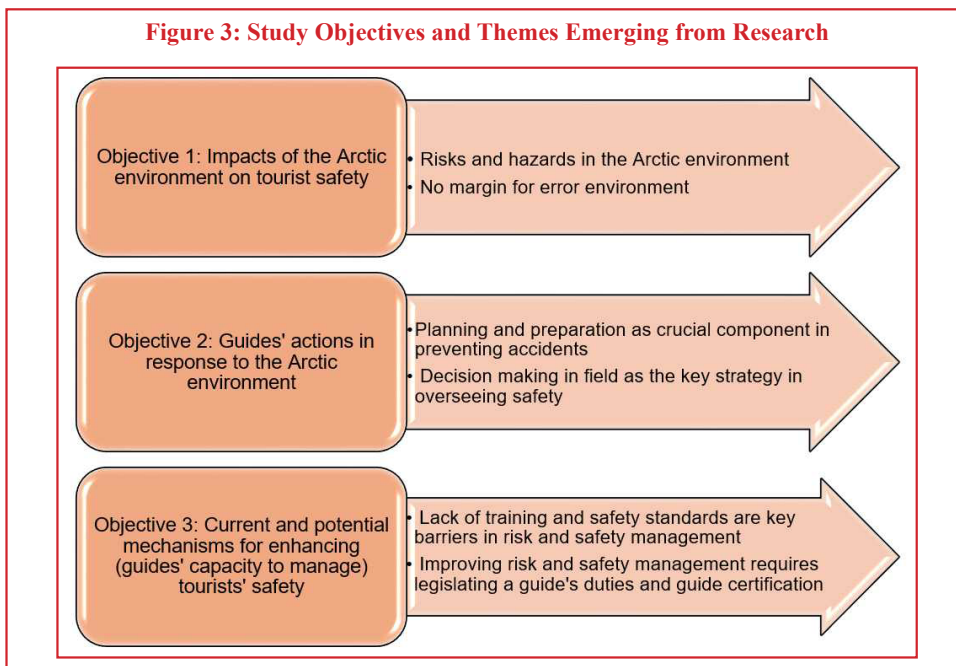 Figure 3: Study Objectives and Themes Emerging from Research
Objective 1: Impacts of the Arctic
environment on tourist safety
• Risks and hazards in the Arctic environment
• No margin for error environment
Objective 2: Guides' actions in
response to the Arctic
environment
• Planning and preparation as crucial component in
preventing accidents
• Decision making in field as the key strategy in
overseeing safety
Objective 3: Current and potential
mechanisms for enhancing
(guides' capacity to manage)
tourists' safety
• Lack of training and safety standards are key
barriers in risk and safety management
• Improving risk and safety management requires
legislating a guide's duties and guide certification